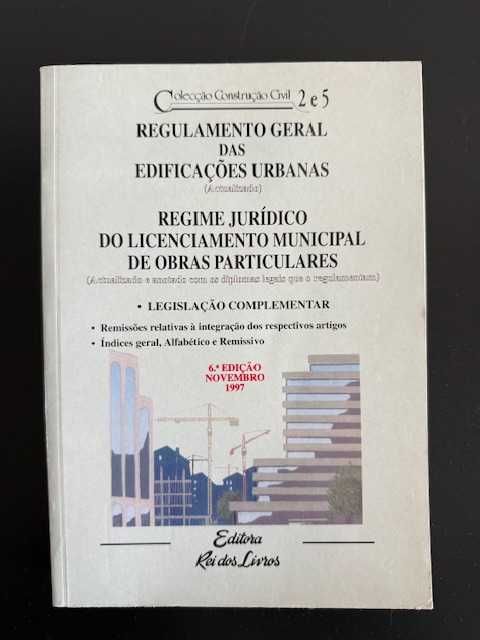 Colecção Construção Civil 2 e 5
REGULAMENTO GERAL
DAS
EDIFICAÇÕES URBANAS
(Actualizado)
REGIME JURÍDICO
DO LICENCIAMENTO MUNICIPAL
DE OBRAS PARTICULARES
(Actualizado e anotado com os diplomas legais que o regulamentam)
• LEGISLAÇÃO COMPLEMENTAR
• Remissões relativas à integração dos respectivos artigos
• Índices geral, Alfabético e Remissivo
6.ª EDIÇÃO
NOVEMBRO
1997
Editora
Rei dos Livros